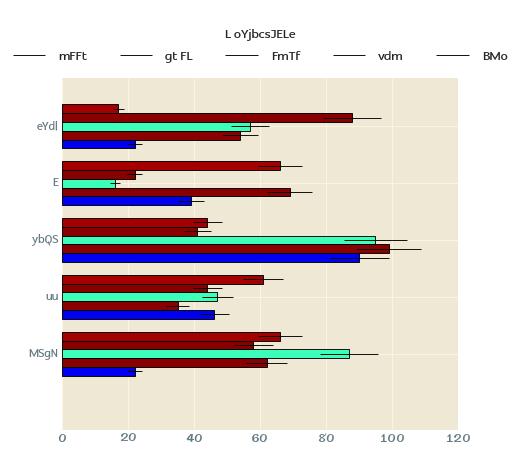 L oYjbcsJELe
mFFt gt FL FmTf vdm BMo
eYdl
E
ybQS
uu
MSgN
0 20 40 60 80 100 120